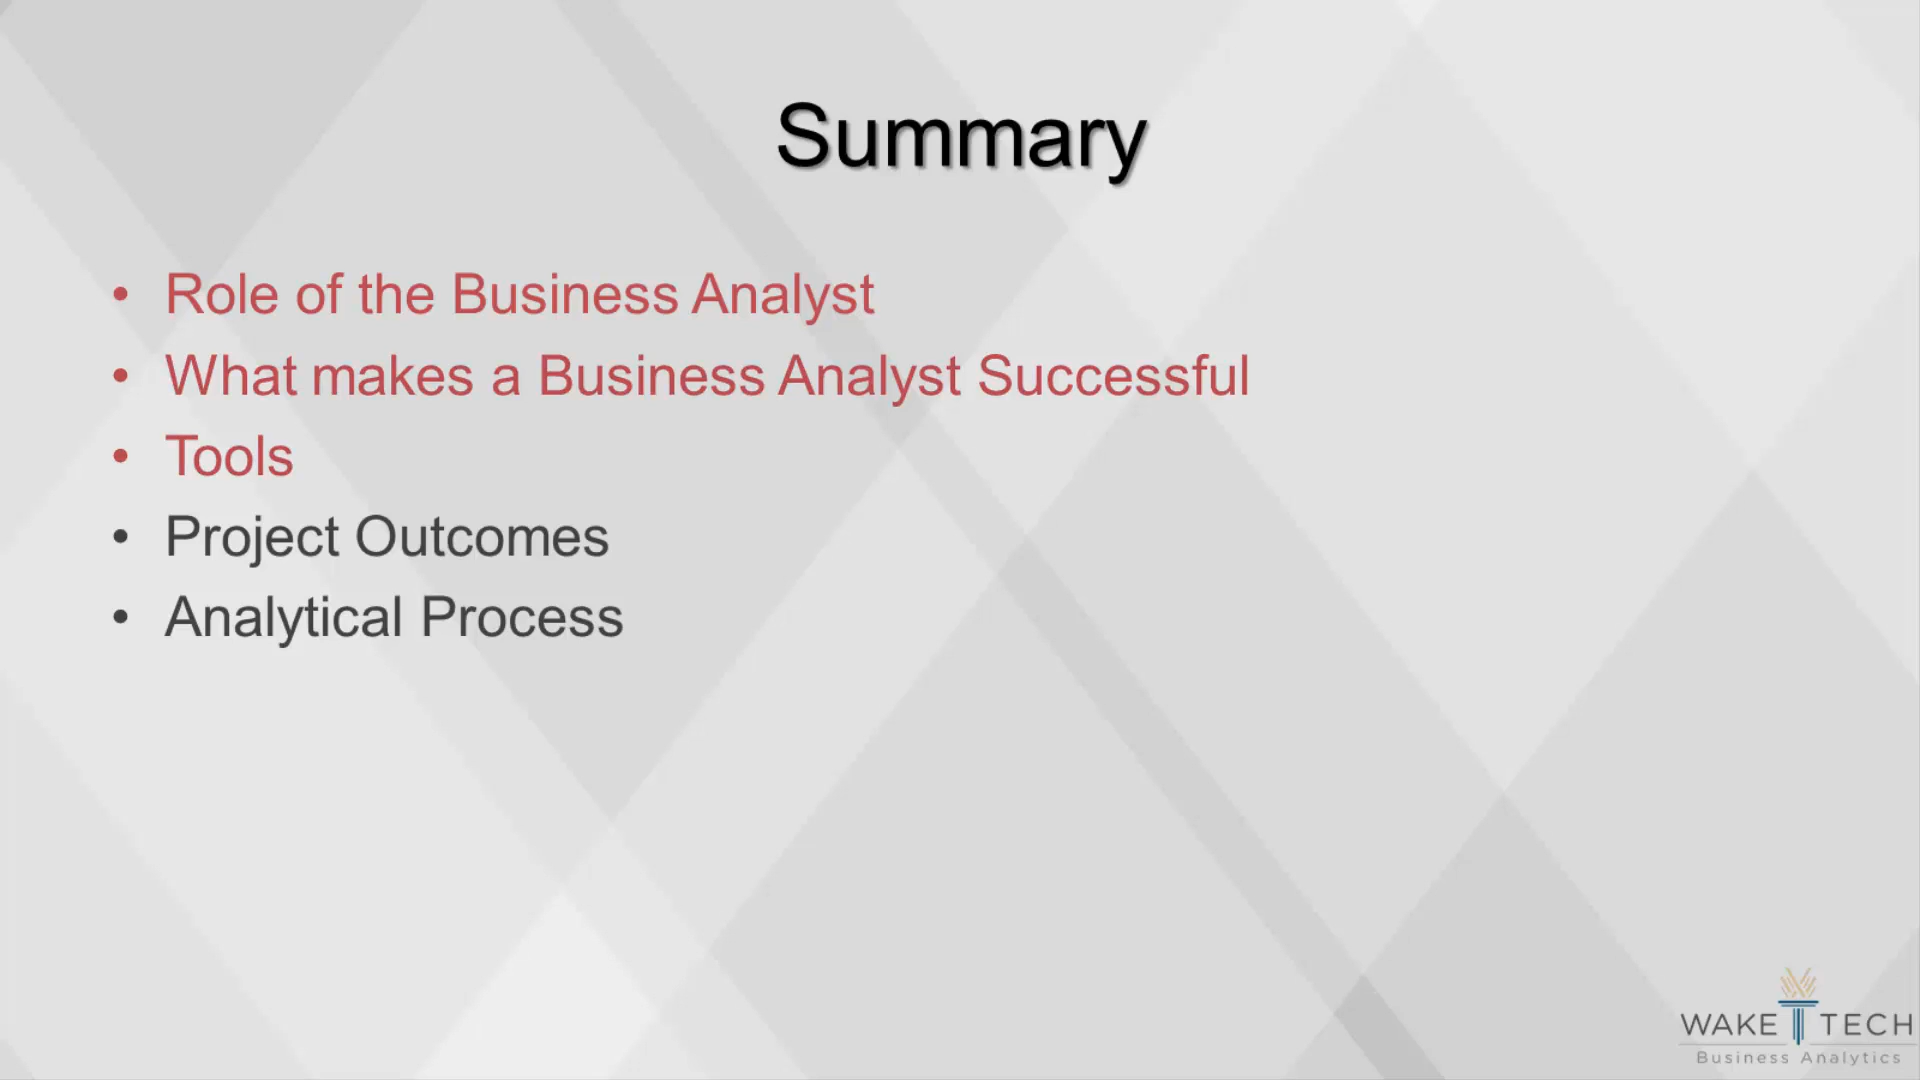 Summary
• Role of the Business Analyst
• What makes a Business Analyst Successful
• Tools
• Project Outcomes
• Analytical Process
WAKE TECH
Business Analytics